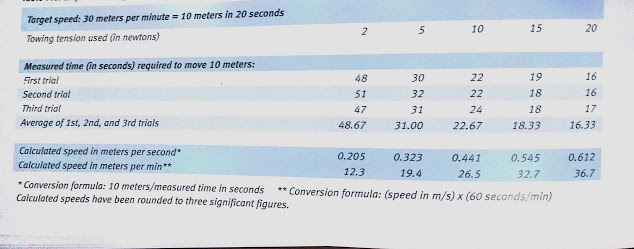 Target speed: 30 meters per minute = 10 meters in 20 seconds
Towing tension used (in newtons) 2 5 10 15 20
Measured time (in seconds) required to move 10 meters:
First trial 48 30 22 19 16
Second trial 51 32 22 18 16
Third trial 47 31 24 18 17
Average of 1st, 2nd, and 3rd trials 48.67 31.00 22.67 18.33 16.33
Calculated speed in meters per second* 0.205 0.323 0.441 0.545 0.612
Calculated speed in meters per min** 12.3 19.4 26.5 32.7 36.7
*Conversion formula: 10 meters/measured time in seconds **Conversion formula: (speed in m/s) x (60 seconds/min)
Calculated speeds have been rounded to three significant figures.